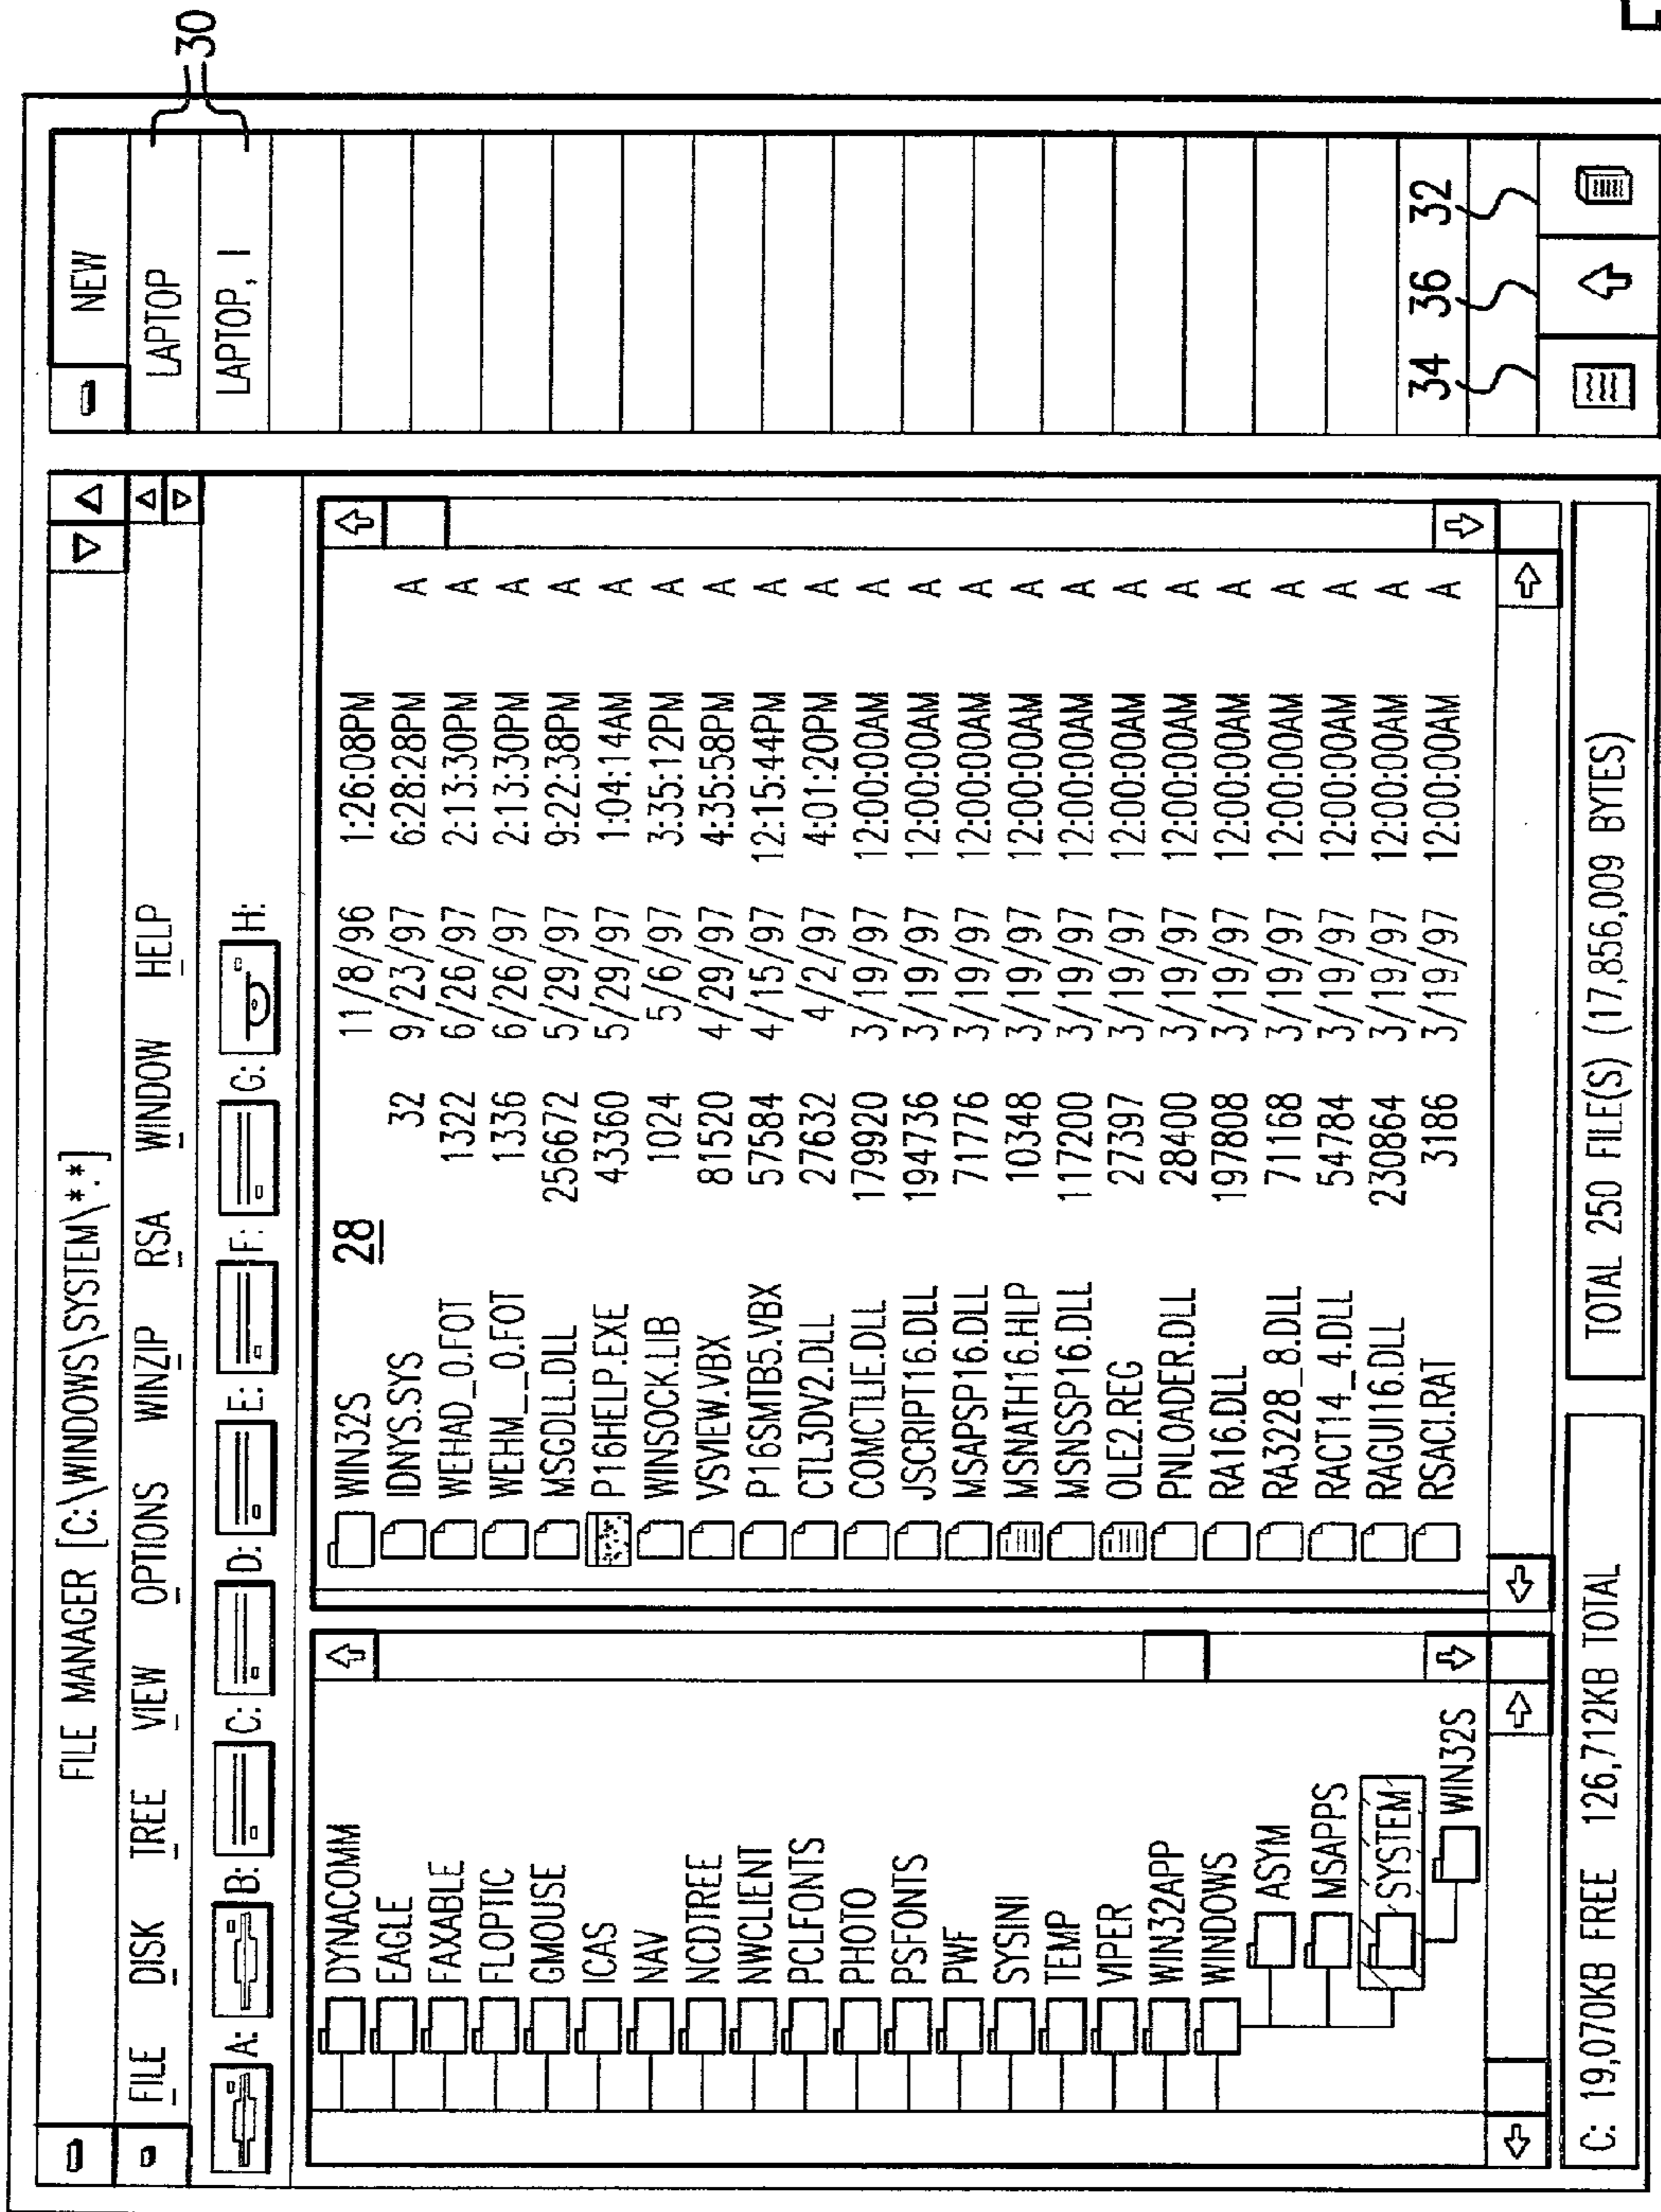 FILE MANAGER [C:\WINDOWS\SYSTEM\*.*]
FILE DISK TREE VIEW OPTIONS WINZIP RSA WINDOW HELP
A: B: C: D: E: F: G: H:
DYNACOMM
EAGLE
FAXABLE
FLOPTIC
GMOUSE
ICAS
NAV
NCDTREE
NWCLIENT
PCLFONTS
PHOTO
PSFONTS
PWF
SYSINI
TEMP
VIPER
WIN32APP
WINDOWS
ASYM
MSAPPS
SYSTEM
WIN32S
28
WIN32S 11/8/96 1:26:08PM
IDNYS.SYS 32 9/23/97 6:28:28PM A
WEHAD_0.FOT 1322 6/26/97 2:13:30PM A
WEHM__0.FOT 1336 6/26/97 2:13:30PM A
MSGDLL.DLL 256672 5/29/97 9:22:38PM A
P16HELP.EXE 43360 5/29/97 1:04:14AM A
WINSOCK.LIB 1024 5/6/97 3:35:12PM A
VSVIEW.VBX 81520 4/29/97 4:35:58PM A
P16SMTB5.VBX 57584 4/15/97 12:15:44PM A
CTL3DV2.DLL 27632 4/2/97 4:01:20PM A
COMCTLIE.DLL 179920 3/19/97 12:00:00AM A
JSCRIPT16.DLL 194736 3/19/97 12:00:00AM A
MSAPSP16.DLL 71776 3/19/97 12:00:00AM A
MSNATH16.HLP 10348 3/19/97 12:00:00AM A
MSNSSP16.DLL 117200 3/19/97 12:00:00AM A
OLE2.REG 27397 3/19/97 12:00:00AM A
PNLOADER.DLL 28400 3/19/97 12:00:00AM A
RA16.DLL 197808 3/19/97 12:00:00AM A
RA3228_8.DLL 71168 3/19/97 12:00:00AM A
RACT14_4.DLL 54784 3/19/97 12:00:00AM A
RAGUI16.DLL 230864 3/19/97 12:00:00AM A
RSACI.RAT 3186 3/19/97 12:00:00AM A
C: 19,070KB FREE 126,712KB TOTAL
TOTAL 250 FILE(S) (17,856,009 BYTES)
NEW
LAPTOP
LAPTOP, I
30
34 36 32